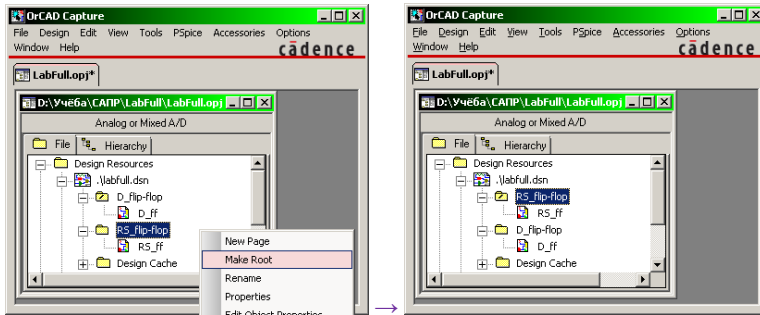 OrCAD Capture
File Design Edit View Tools PSpice Accessories Options
Window Help
cādence
LabFull.opj*
D:\Учёба\САПР\LabFull\LabFull.opj
Analog or Mixed A/D
File Hierarchy
Design Resources
.\labfull.dsn
D_flip-flop
D_ff
RS_flip-flop
RS_ff
Design Cache
New Page
Make Root
Rename
Properties
Edit Object Properties
→
OrCAD Capture
File Design Edit View Tools PSpice Accessories Options
Window Help
cādence
LabFull.opj*
D:\Учёба\САПР\LabFull\LabFull.opj
Analog or Mixed A/D
File Hierarchy
Design Resources
.\labfull.dsn
RS_flip-flop
RS_ff
D_flip-flop
D_ff
Design Cache